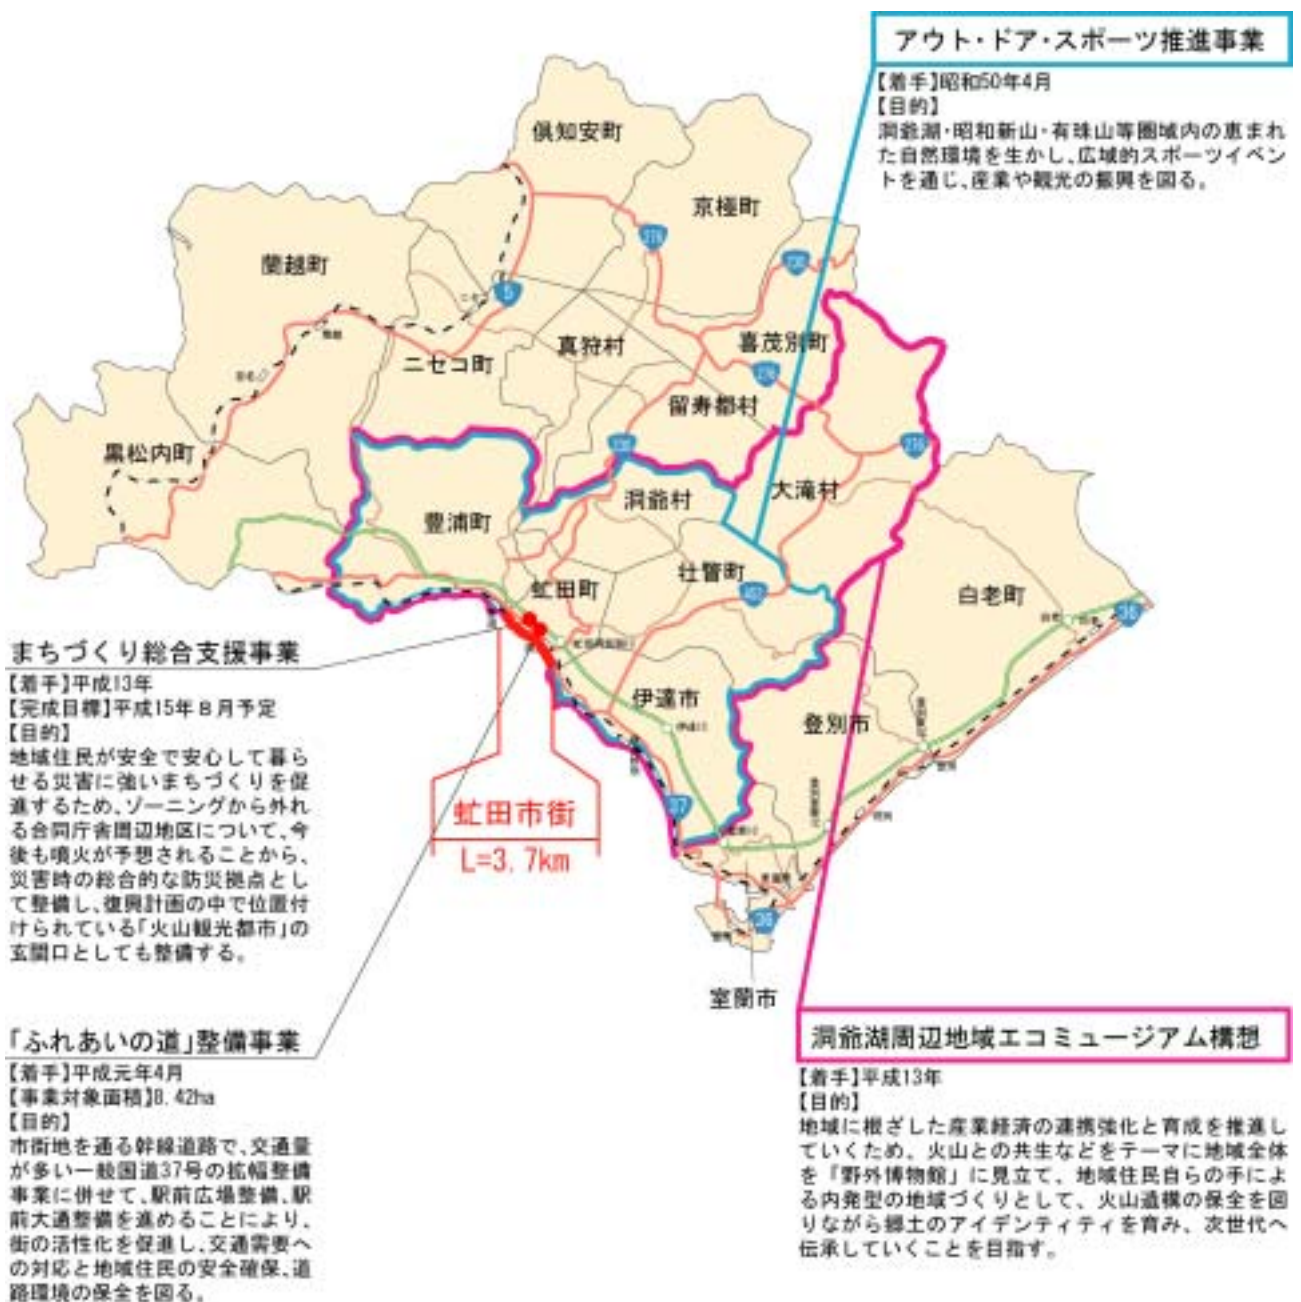 アウト・ドア・スポーツ推進事業
【着手】昭和50年4月
【目的】
洞爺湖・昭和新山・有珠山等圏域内の恵まれ
た自然環境を生かし、広域的スポーツイベン
トを通じ、産業や観光の振興を図る。
倶知安町
京極町
蘭越町
276
230
5
真狩村
喜茂別町
ニセコ町
276
留寿都村
黒松内町
230
276
大滝村
洞爺村
豊浦町
壮瞥町
虻田町
453
白老町
36
伊達市
登別市
37
36
室蘭市
虻田市街
L=3.7km
まちづくり総合支援事業
【着手】平成13年
【完成目標】平成15年8月予定
【目的】
地域住民が安全で安心して暮ら
せる災害に強いまちづくりを促
進するため、ゾーニングから外れ
る合同庁舎周辺地区について、今
後も噴火が予想されることから、
災害時の総合的な防災拠点とし
て整備し、復興計画の中で位置付
けられている「火山観光都市」の
玄関口としても整備する。
「ふれあいの道」整備事業
【着手】平成元年4月
【事業対象面積】8.42ha
【目的】
市街地を通る幹線道路で、交通量
が多い一般国道37号の拡幅整備
事業に併せて、駅前広場整備、駅
前大通整備を進めることにより、
街の活性化を促進し、交通需要へ
の対応と地域住民の安全確保、道
路環境の保全を図る。
洞爺湖周辺地域エコミュージアム構想
【着手】平成13年
【目的】
地域に根ざした産業経済の連携強化と育成を推進し
ていくため、火山との共生などをテーマに地域全体
を「野外博物館」に見立て、地域住民自らの手によ
る内発型の地域づくりとして、火山遺構の保全を図
りながら郷土のアイデンティティを育み、次世代へ
伝承していくことを目指す。